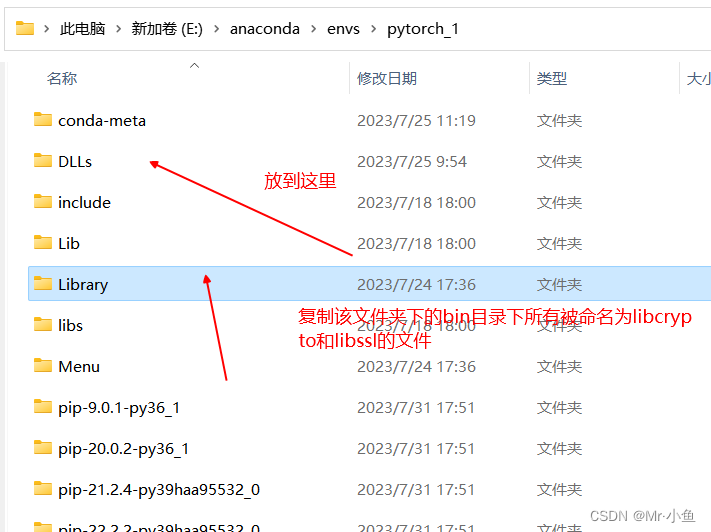 此电脑 > 新加卷 (E:) > anaconda > envs > pytorch_1
名称 修改日期 类型 大小
conda-meta 2023/7/25 11:19 文件夹
DLLs 2023/7/25 9:54 文件夹
放到这里
include 2023/7/18 18:00 文件夹
Lib 2023/7/18 18:00 文件夹
Library 2023/7/24 17:36 文件夹
复制该文件夹下的bin目录下所有被命名为libcryp
libs 2023/7/18 18:00 文件夹
to和libssl的文件
Menu 2023/7/24 17:36 文件夹
pip-9.0.1-py36_1 2023/7/31 17:51 文件夹
pip-20.0.2-py36_1 2023/7/31 17:51 文件夹
pip-21.2.4-py39haa95532_0 2023/7/31 17:51 文件夹
pip-22.2.2-py39haa95532_0 2023/7/31 17:51 文件夹
CSDN @Mr·小鱼